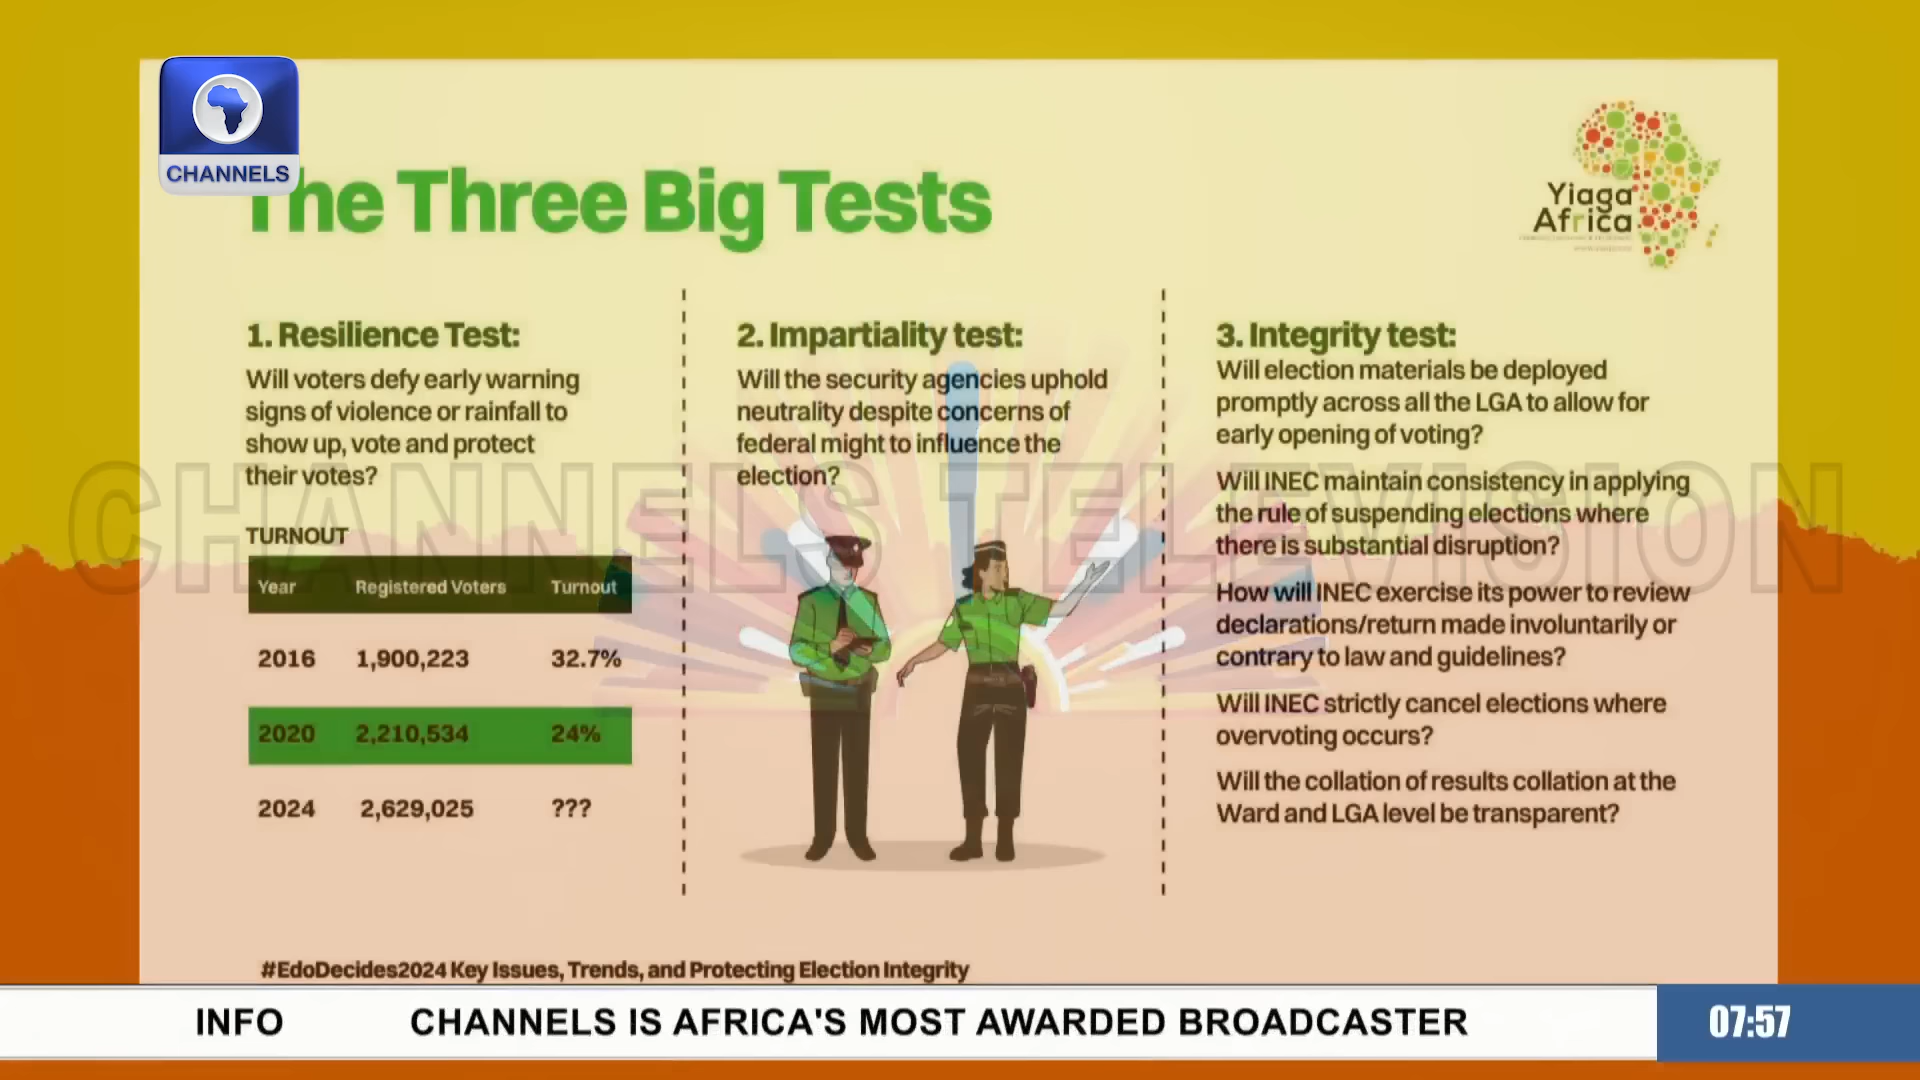 CHANNELS
The Three Big Tests
Yiaga
Africa
1. Resilience Test:
Will voters defy early warning
signs of violence or rainfall to
show up, vote and protect
their votes?
TURNOUT
Year Registered Voters Turnout
2016 1,900,223 32.7%
2020 2,210,534 24%
2024 2,629,025 ???
2. Impartiality test:
Will the security agencies uphold
neutrality despite concerns of
federal might to influence the
election?
3. Integrity test:
Will election materials be deployed
promptly across all the LGA to allow for
early opening of voting?
Will INEC maintain consistency in applying
the rule of suspending elections where
there is substantial disruption?
How will INEC exercise its power to review
declarations/return made involuntarily or
contrary to law and guidelines?
Will INEC strictly cancel elections where
overvoting occurs?
Will the collation of results collation at the
Ward and LGA level be transparent?
CHANNELS TELEVISION
#EdoDecides2024 Key Issues, Trends, and Protecting Election Integrity
INFO CHANNELS IS AFRICA'S MOST AWARDED BROADCASTER 07:57